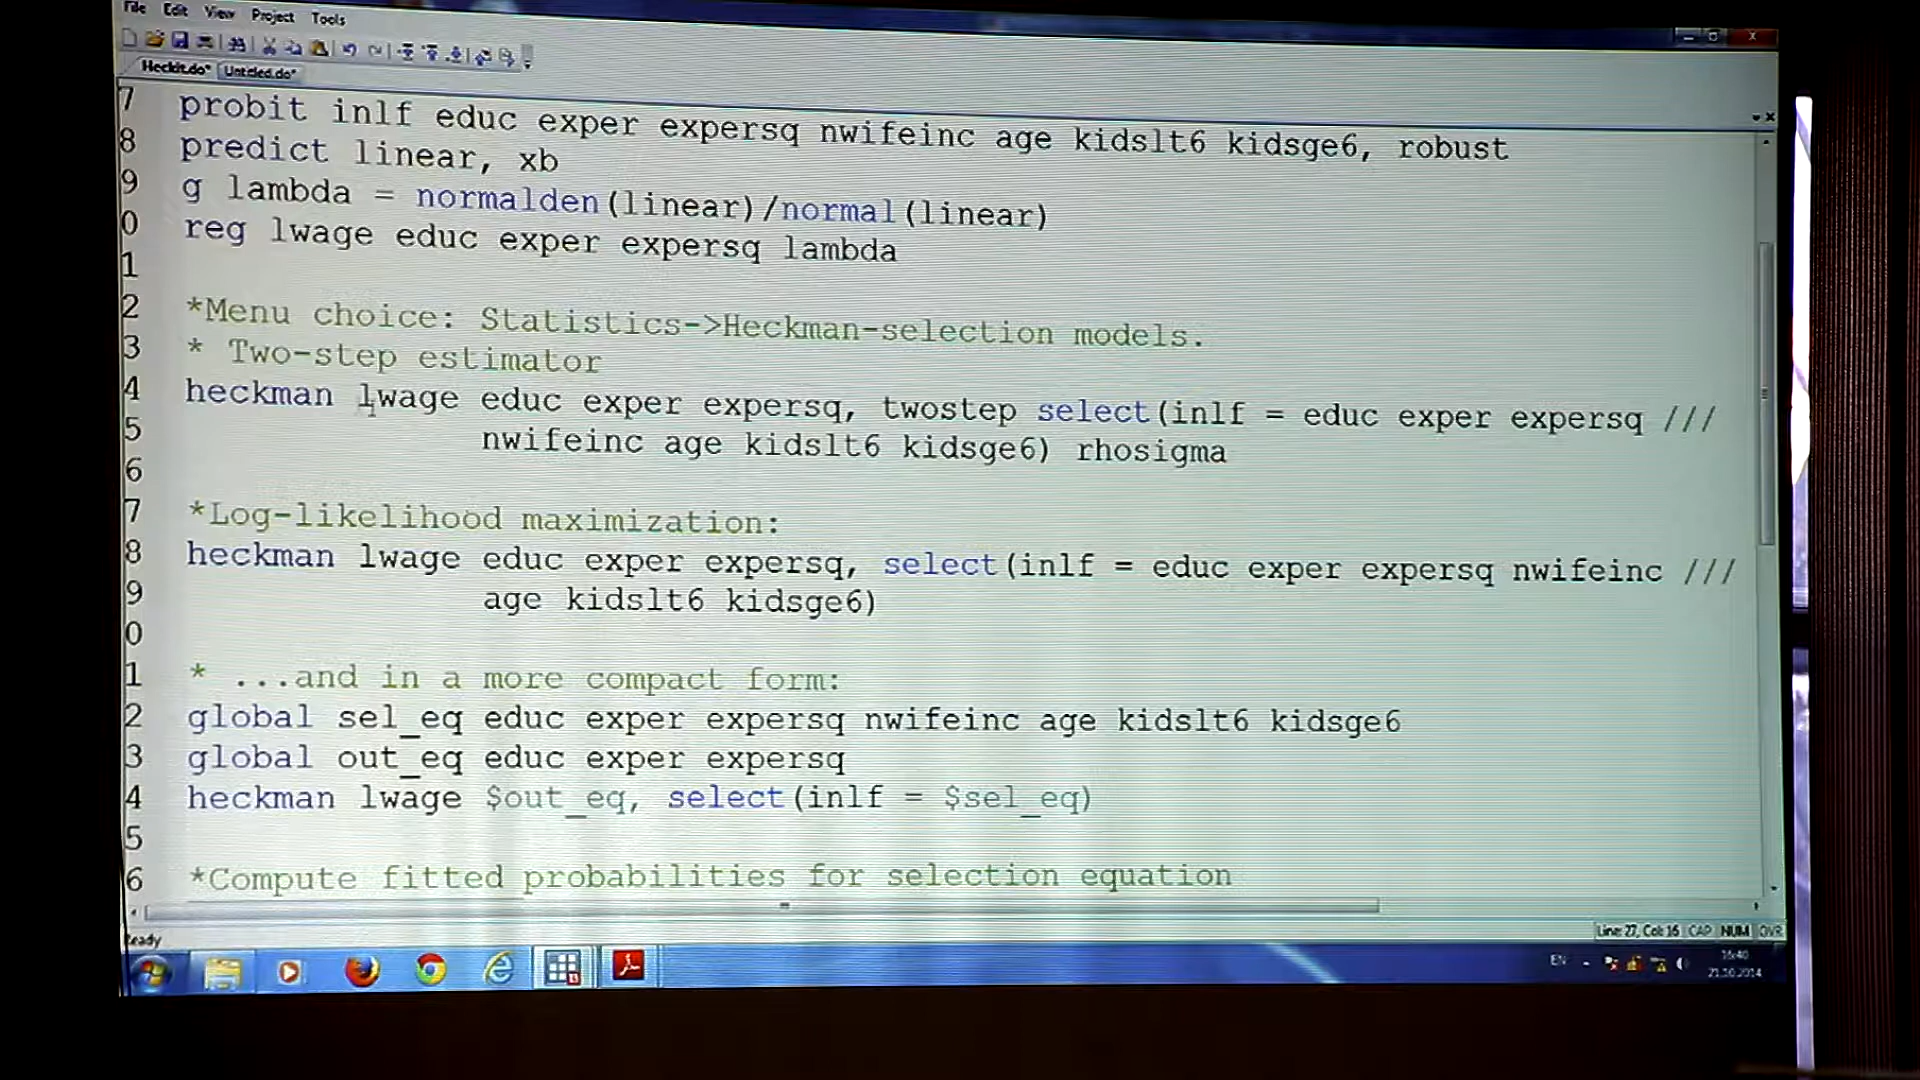 File Edit View Project Tools
Heckit.do* Untitled.do*
7 probit inlf educ exper expersq nwifeinc age kidslt6 kidsge6, robust
8 predict linear, xb
9 g lambda = normalden(linear)/normal(linear)
0 reg lwage educ exper expersq lambda
1
2 *Menu choice: Statistics->Heckman-selection models.
3 * Two-step estimator
4 heckman lwage educ exper expersq, twostep select(inlf = educ exper expersq ///
5 nwifeinc age kidslt6 kidsge6) rhosigma
6
7 *Log-likelihood maximization:
8 heckman lwage educ exper expersq, select(inlf = educ exper expersq nwifeinc ///
9 age kidslt6 kidsge6)
0
1 * ...and in a more compact form:
2 global sel_eq educ exper expersq nwifeinc age kidslt6 kidsge6
3 global out_eq educ exper expersq
4 heckman lwage $out_eq, select(inlf = $sel_eq)
5
6 *Compute fitted probabilities for selection equation
Ready
Line: 27, Col: 16 CAP NUM OVR
EN
16:40
21.10.2014